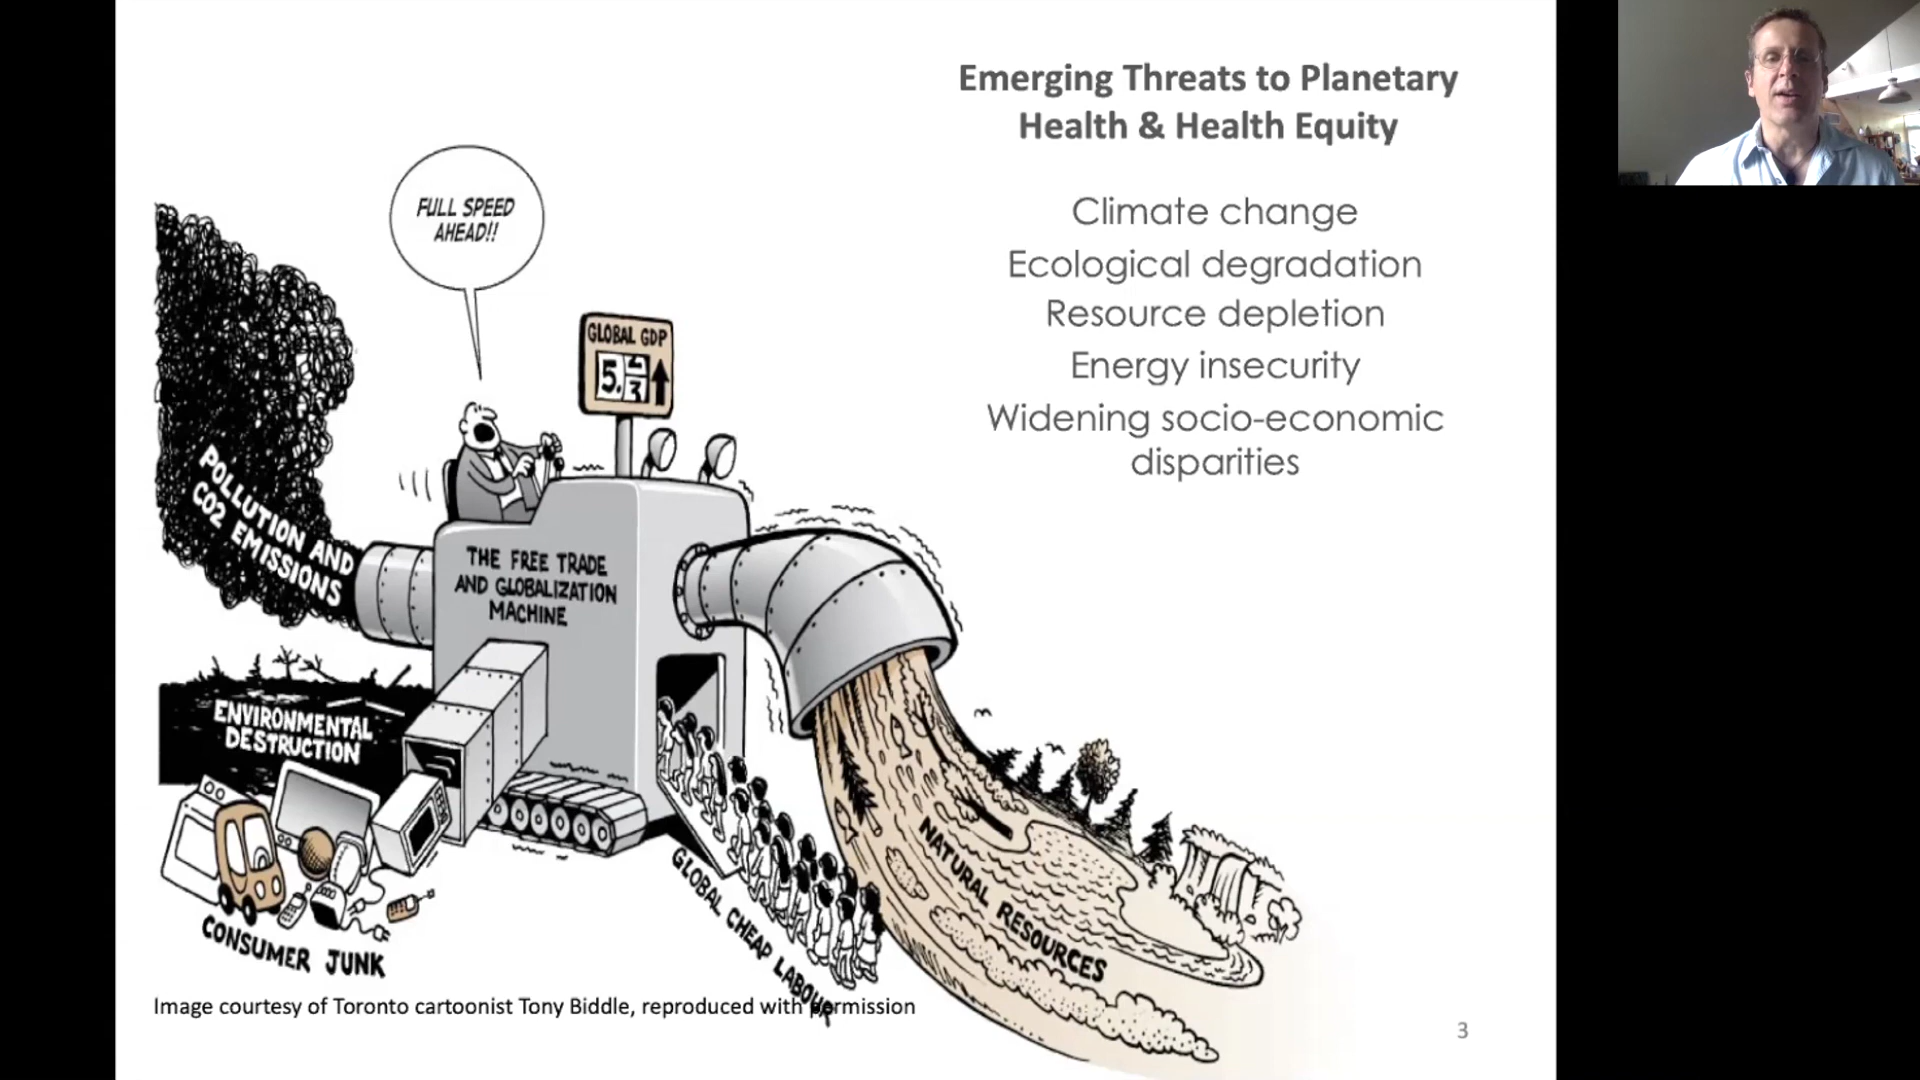 Emerging Threats to Planetary
Health & Health Equity
Climate change
Ecological degradation
Resource depletion
Energy insecurity
Widening socio-economic
disparities
FULL SPEED
AHEAD!!
GLOBAL GDP
POLLUTION AND
CO2 EMISSIONS
THE FREE TRADE
AND GLOBALIZATION
MACHINE
ENVIRONMENTAL
DESTRUCTION
CONSUMER JUNK
GLOBAL CHEAP LABOUR
NATURAL RESOURCES
Image courtesy of Toronto cartoonist Tony Biddle, reproduced with permission
3